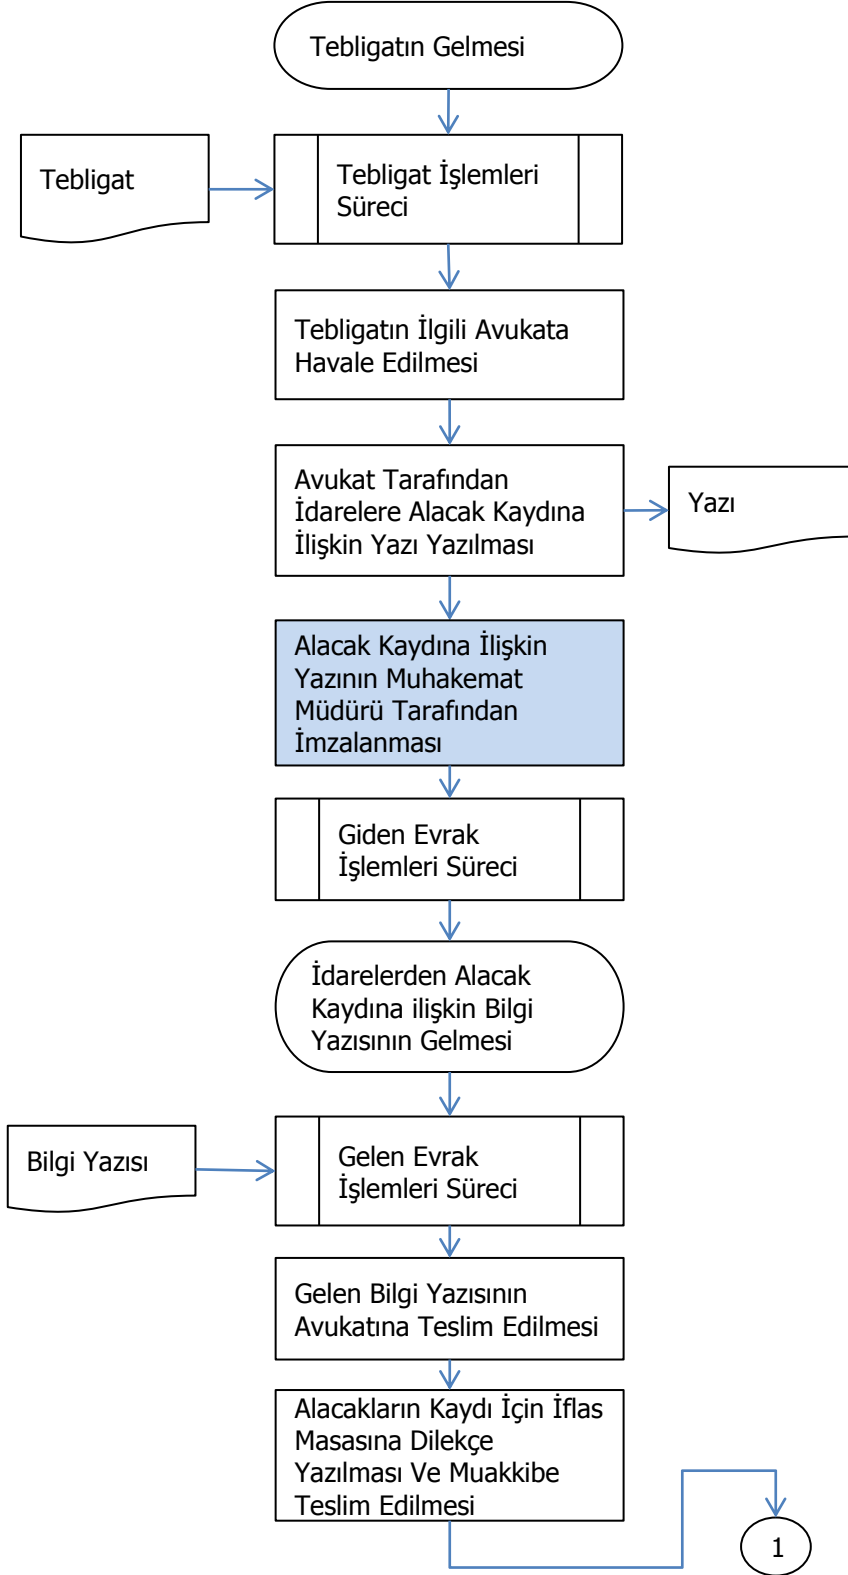 Tebligatın Gelmesi
Tebligat
Tebligat İşlemleri
Süreci
Tebligatın İlgili Avukata
Havale Edilmesi
Avukat Tarafından
İdarelere Alacak Kaydına
İlişkin Yazı Yazılması
Yazı
Alacak Kaydına İlişkin
Yazının Muhakemat
Müdürü Tarafından
İmzalanması
Giden Evrak
İşlemleri Süreci
İdarelerden Alacak
Kaydına ilişkin Bilgi
Yazısının Gelmesi
Bilgi Yazısı
Gelen Evrak
İşlemleri Süreci
Gelen Bilgi Yazısının
Avukatına Teslim Edilmesi
Alacakların Kaydı İçin İflas
Masasına Dilekçe
Yazılması Ve Muakkibe
Teslim Edilmesi
1